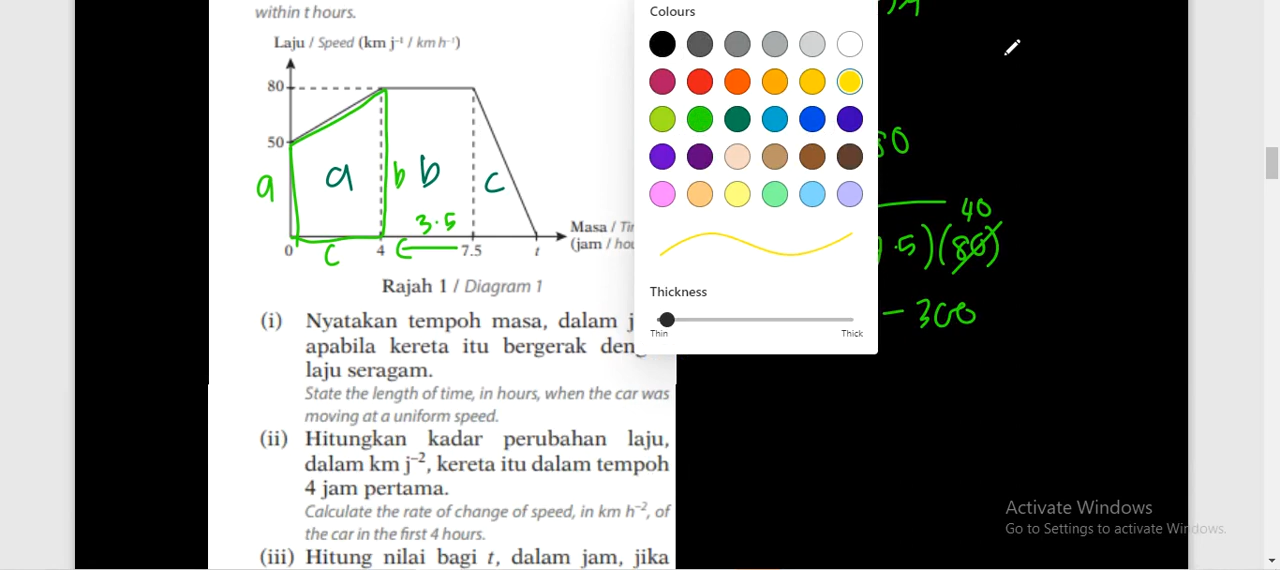 within t hours.
Laju / Speed (km j⁻¹ / km h⁻¹)
80
50
a
a
b
b
c
3.5
0
c
4
7.5
t
Masa /
(jam /
Rajah 1 / Diagram 1
(i) Nyatakan tempoh masa, dalam
apabila kereta itu bergerak
laju seragam.
State the length of time, in hours, when the car was
moving at a uniform speed.
(ii) Hitungkan kadar perubahan laju,
dalam km j⁻², kereta itu dalam tempoh
4 jam pertama.
Calculate the rate of change of speed, in km h⁻², of
the car in the first 4 hours.
(iii) Hitung nilai bagi t, dalam jam, jika
Colours
Thickness
Thin
Thick
40
.5)(80)
- 300
Activate Windows
Go to Settings to activate Windows.